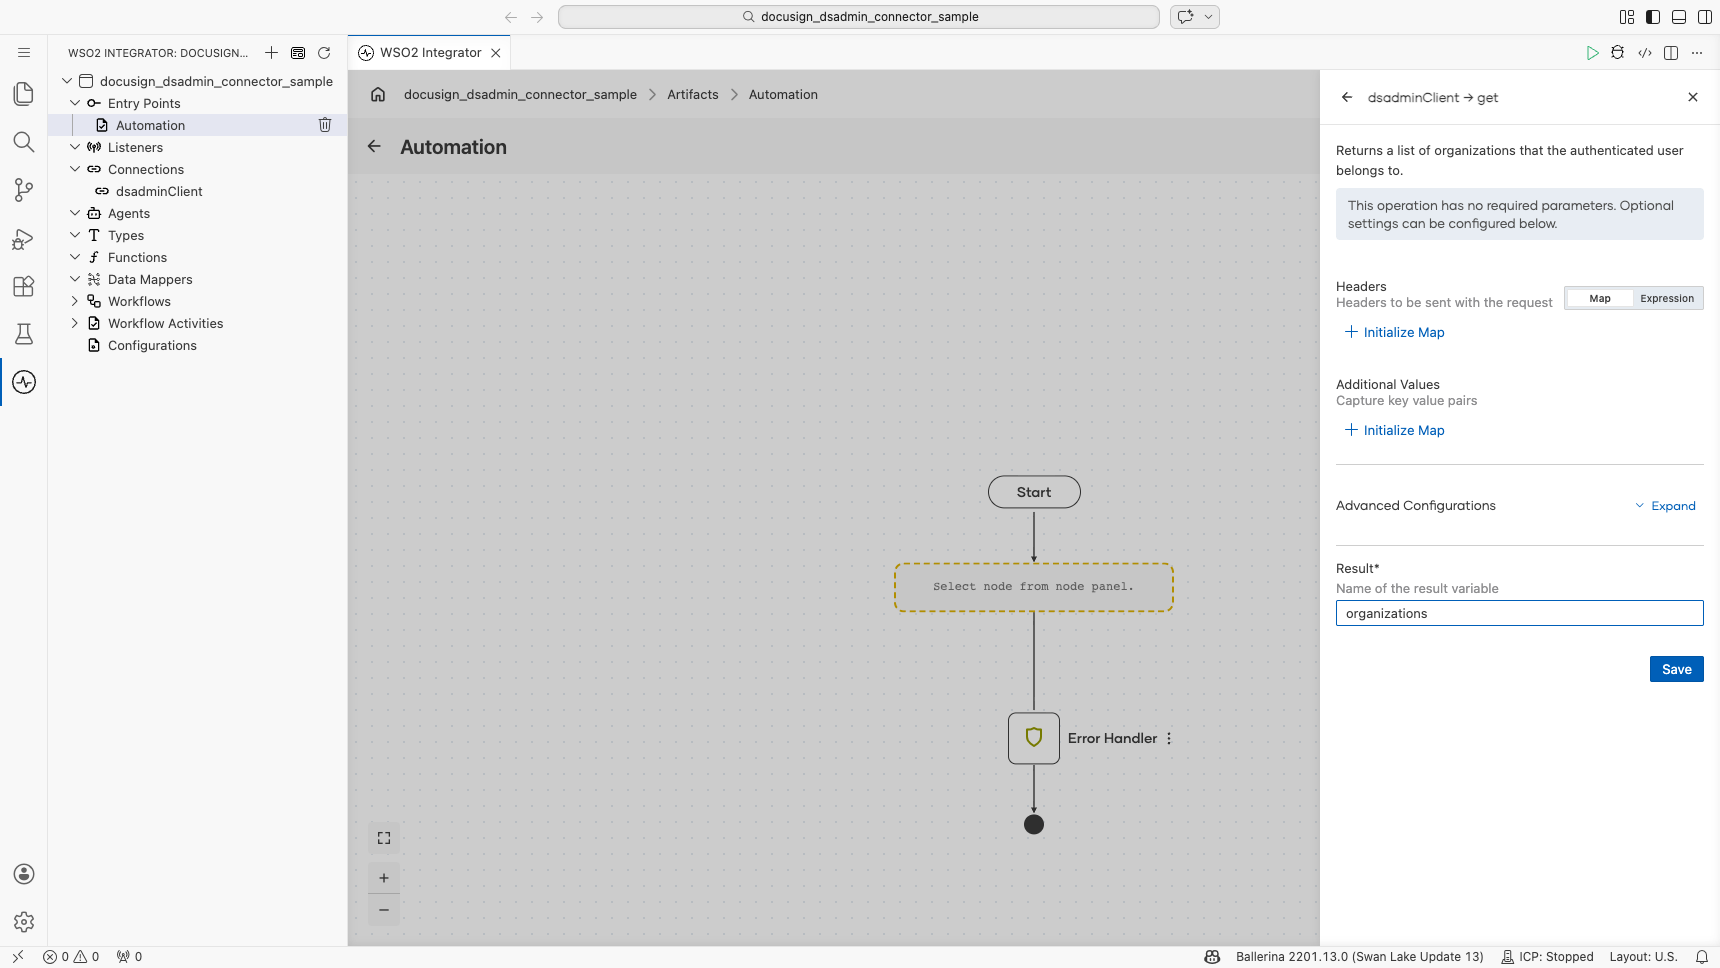 docusign_dsadmin_connector_sample
WSO2 INTEGRATOR: DOCUSIGN...
WSO2 Integrator
docusign_dsadmin_connector_sample
Entry Points
Automation
Listeners
Connections
dsadminClient
Agents
Types
Functions
Data Mappers
Workflows
Workflow Activities
Configurations
docusign_dsadmin_connector_sample
Artifacts
Automation
Automation
Start
Select node from node panel.
Error Handler
dsadminClient → get
Returns a list of organizations that the authenticated user
belongs to.
This operation has no required parameters. Optional
settings can be configured below.
Headers
Headers to be sent with the request
Map
Expression
Initialize Map
Additional Values
Capture key value pairs
Initialize Map
Advanced Configurations
Expand
Result*
Name of the result variable
organizations
Save
0
0
0
Ballerina 2201.13.0 (Swan Lake Update 13)
ICP: Stopped
Layout: U.S.